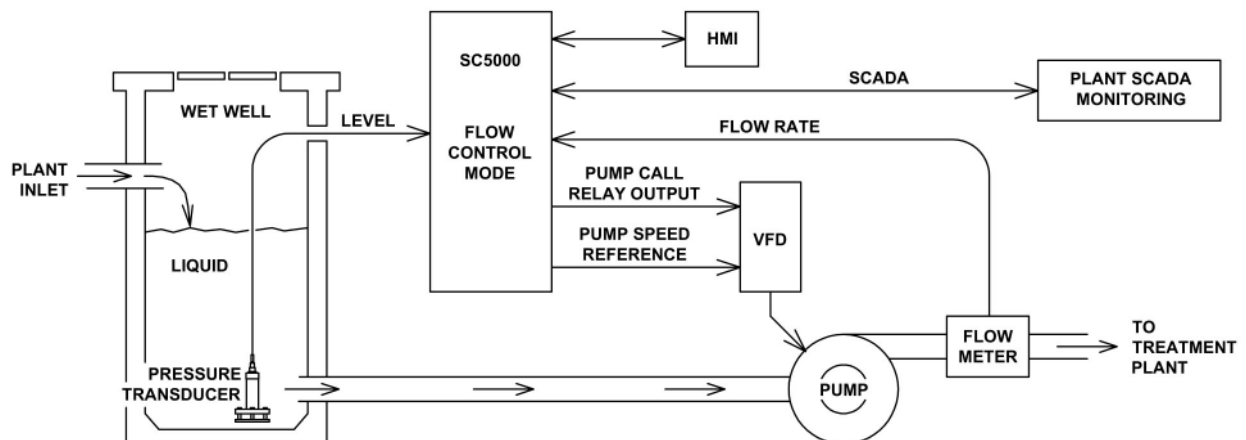 SC5000
FLOW
CONTROL
MODE
HMI
SCADA
PLANT SCADA
MONITORING
WET WELL
LEVEL
FLOW RATE
PLANT
INLET
PUMP CALL
RELAY OUTPUT
VFD
PUMP SPEED
REFERENCE
LIQUID
PRESSURE
TRANSDUCER
PUMP
FLOW
METER
TO
TREATMENT
PLANT